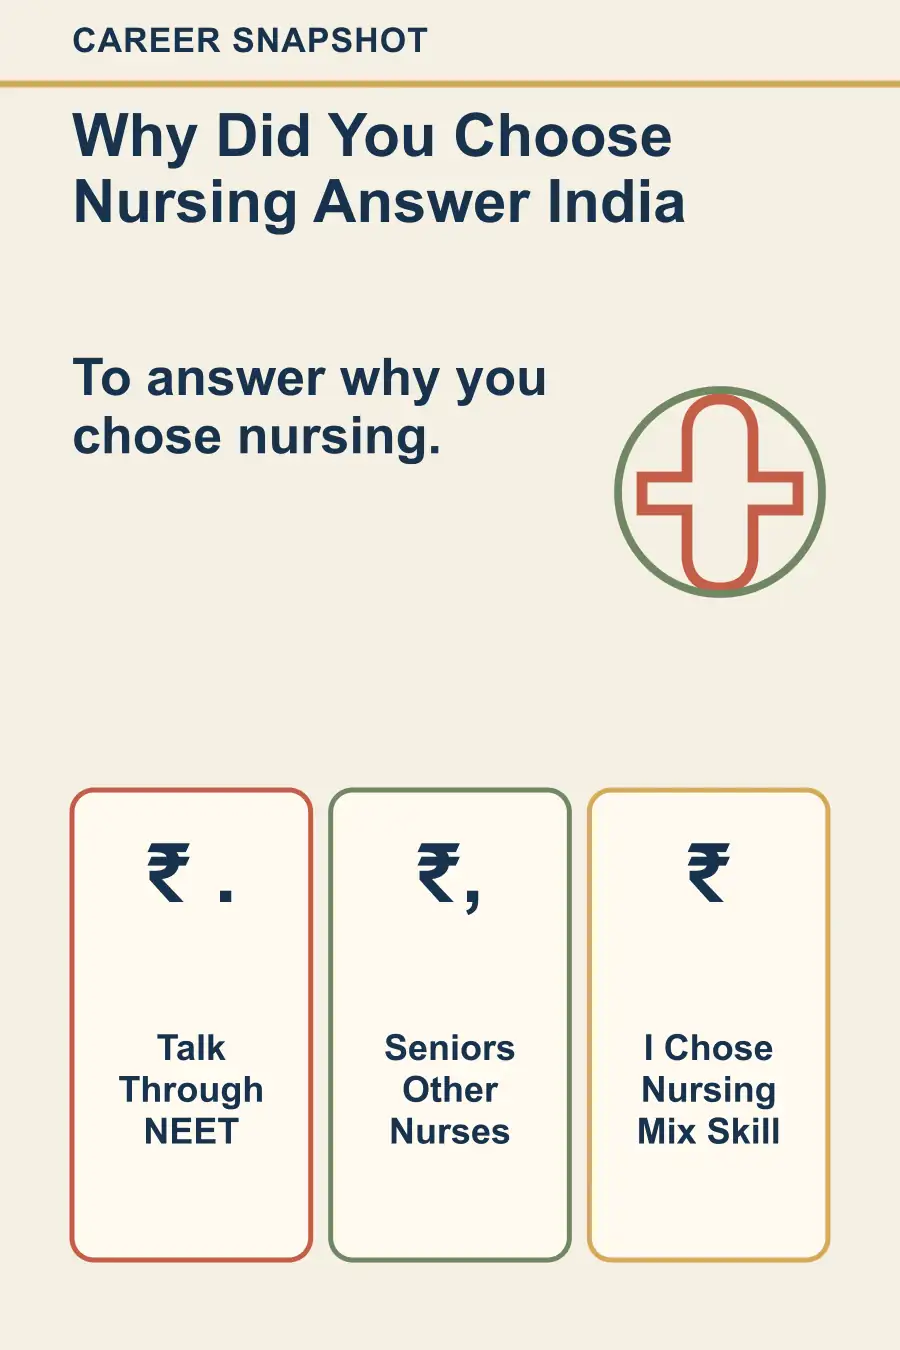 CAREER SNAPSHOT
Why Did You Choose
Nursing Answer India
To answer why you
chose nursing.
₹ .
Talk
Through
NEET
₹,
Seniors
Other
Nurses
₹
I Chose
Nursing
Mix Skill